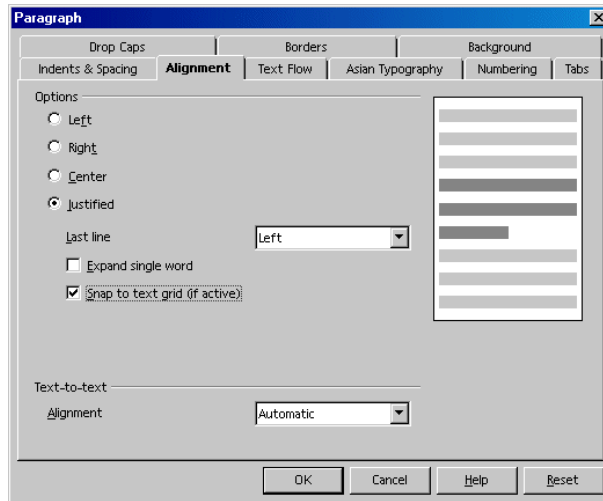 Paragraph
Drop Caps Borders Background
Indents & Spacing Alignment Text Flow Asian Typography Numbering Tabs
Options
Left
Right
Center
Justified
Last line Left
Expand single word
Snap to text grid (if active)
Text-to-text
Alignment Automatic
OK Cancel Help Reset